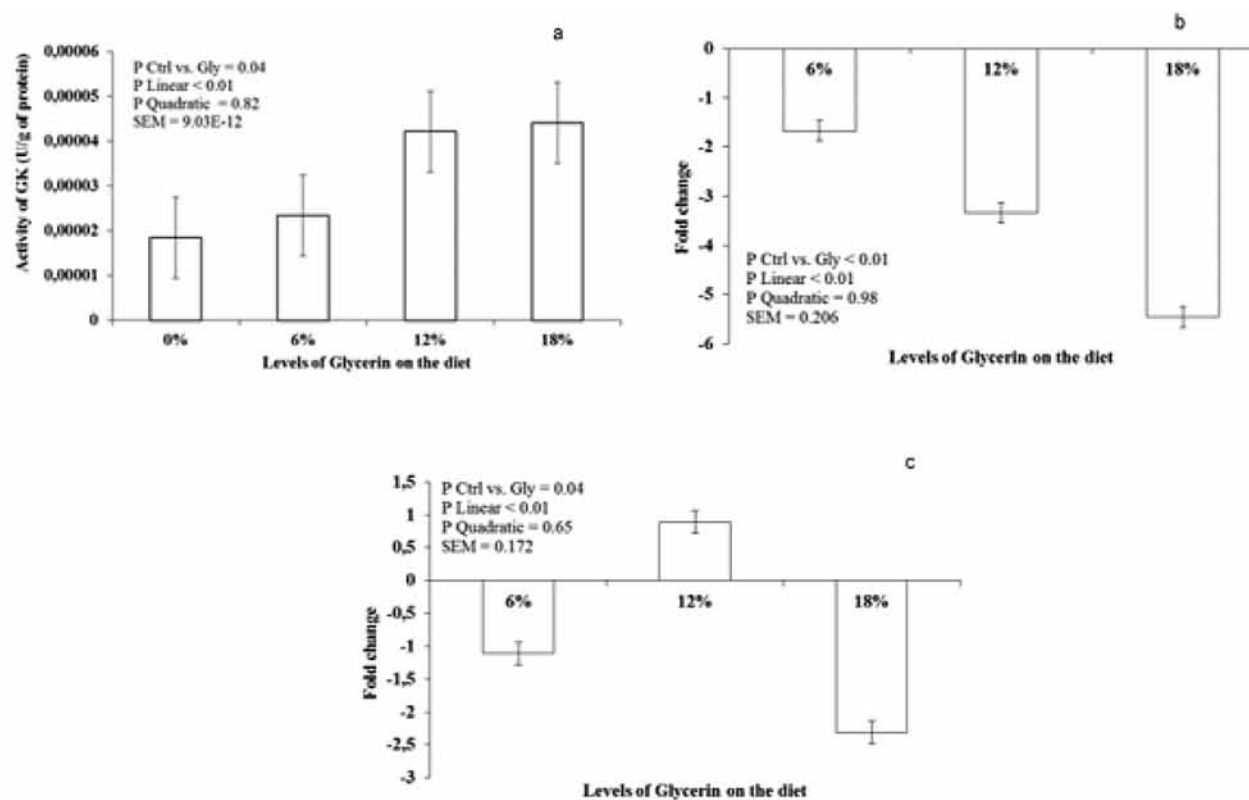 a
0,00006
0,00005
0,00004
0,00003
0,00002
0,00001
0
Activity of GK (U/g of protein)
P Ctrl vs. Gly = 0.04
P Linear < 0.01
P Quadratic = 0.82
SEM = 9.03E-12
0% 6% 12% 18%
Levels of Glycerin on the diet
b
0
-1
-2
-3
-4
-5
-6
Fold change
6% 12% 18%
P Ctrl vs. Gly < 0.01
P Linear < 0.01
P Quadratic = 0.98
SEM = 0.206
Levels of Glycerin on the diet
c
1,5
1
0,5
0
-0,5
-1
-1,5
-2
-2,5
-3
Fold change
P Ctrl vs. Gly = 0.04
P Linear < 0.01
P Quadratic = 0.65
SEM = 0.172
6% 12% 18%
Levels of Glycerin on the diet